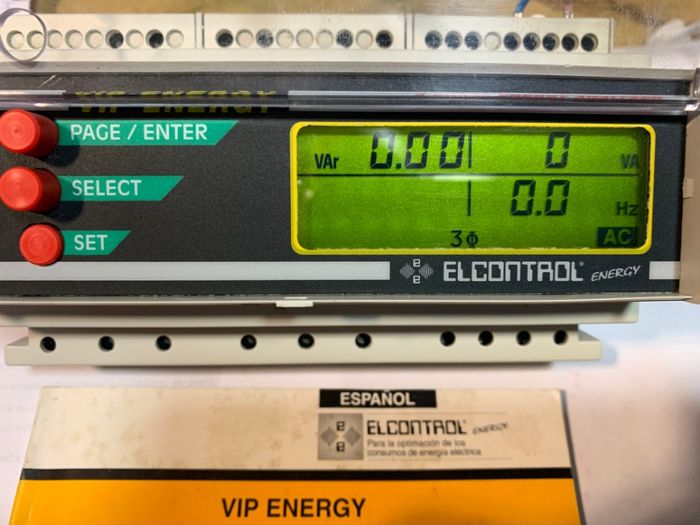 VIP ENERGY
PAGE / ENTER
SELECT
SET
VAr 0.00 0 VA
0.0 Hz
3Φ AC
ELCONTROL ENERGY
ESPAÑOL
ELCONTROL ENERGY
Para la optimación de los
consumos de energía eléctrica
VIP ENERGY